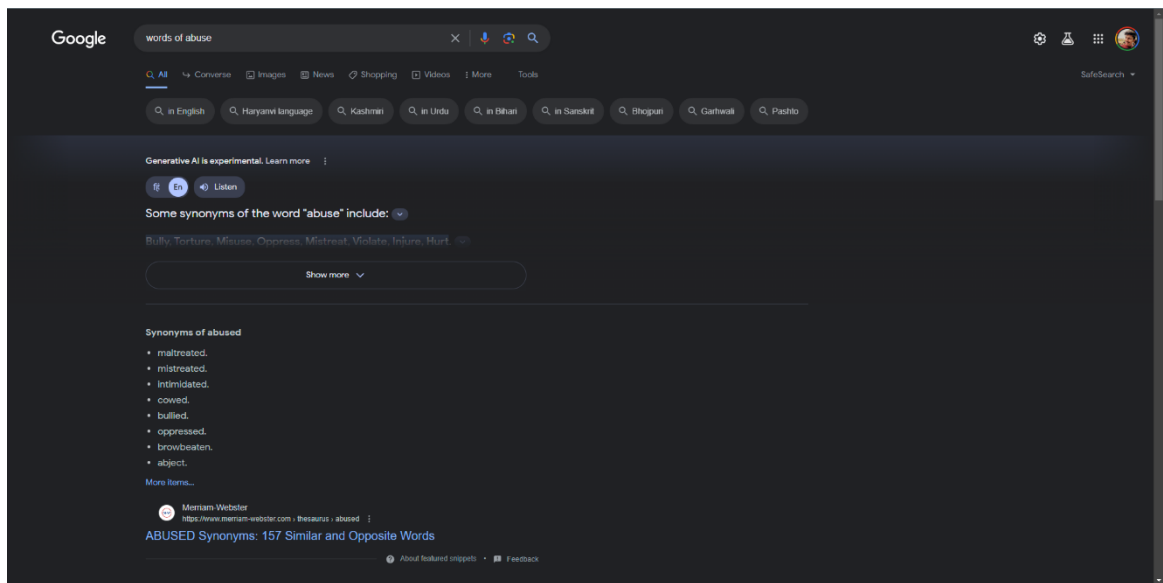 Google
words of abuse
All Converse Images News Shopping Videos More Tools SafeSearch
in English Haryanvi language Kashmiri in Urdu in Bihari in Sanskrit Bhojpuri Garhwali Pashto
Generative AI is experimental. Learn more
हि En Listen
Some synonyms of the word "abuse" include:
Bully, Torture, Misuse, Oppress, Mistreat, Violate, Injure, Hurt.
Show more
Synonyms of abused
• maltreated.
• mistreated.
• intimidated.
• cowed.
• bullied.
• oppressed.
• browbeaten.
• abject.
More items...
Merriam-Webster
https://www.merriam-webster.com › thesaurus › abused
ABUSED Synonyms: 157 Similar and Opposite Words
About featured snippets • Feedback